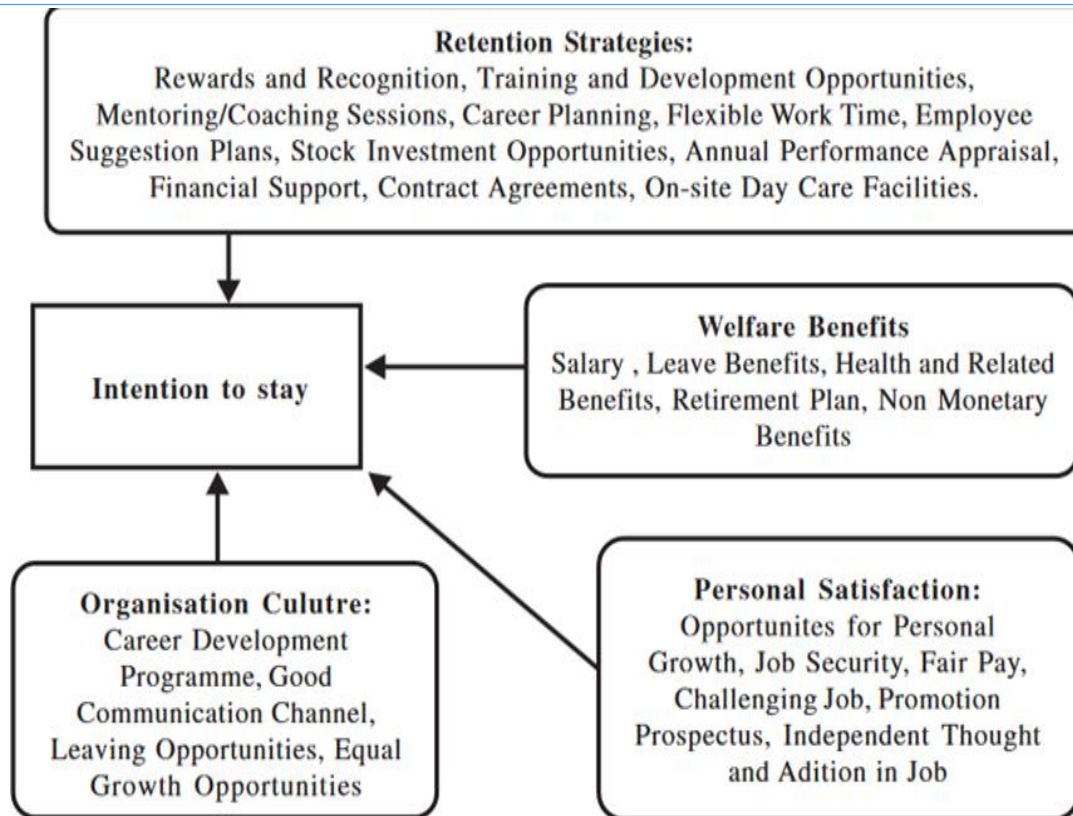 Retention Strategies:
Rewards and Recognition, Training and Development Opportunities,
Mentoring/Coaching Sessions, Career Planning, Flexible Work Time, Employee
Suggestion Plans, Stock Investment Opportunities, Annual Performance Appraisal,
Financial Support, Contract Agreements, On-site Day Care Facilities.
Intention to stay
Welfare Benefits
Salary , Leave Benefits, Health and Related
Benefits, Retirement Plan, Non Monetary
Benefits
Organisation Culutre:
Career Development
Programme, Good
Communication Channel,
Leaving Opportunities, Equal
Growth Opportunities
Personal Satisfaction:
Opportunites for Personal
Growth, Job Security, Fair Pay,
Challenging Job, Promotion
Prospectus, Independent Thought
and Adition in Job